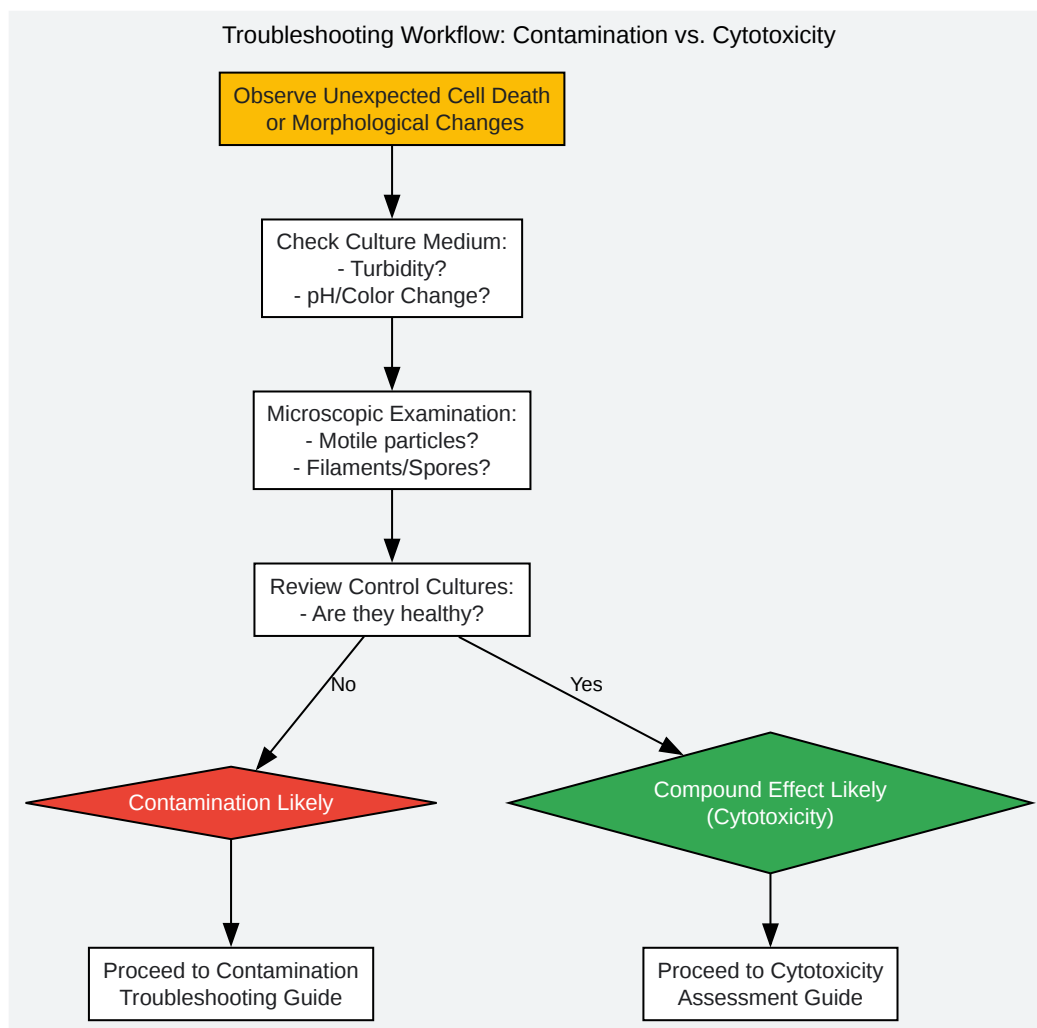 Troubleshooting Workflow: Contamination vs. Cytotoxicity
Observe Unexpected Cell Death
or Morphological Changes
Check Culture Medium:
- Turbidity?
- pH/Color Change?
Microscopic Examination:
- Motile particles?
- Filaments/Spores?
Review Control Cultures:
- Are they healthy?
No
Yes
Contamination Likely
Compound Effect Likely
(Cytotoxicity)
Proceed to Contamination
Troubleshooting Guide
Proceed to Cytotoxicity
Assessment Guide